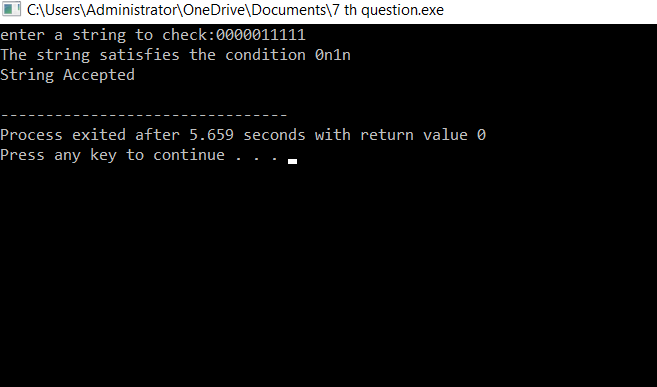 C:\Users\Administrator\OneDrive\Documents\7 th question.exe
enter a string to check:0000011111
The string satisfies the condition 0n1n
String Accepted
--------------------------------
Process exited after 5.659 seconds with return value 0
Press any key to continue . . .